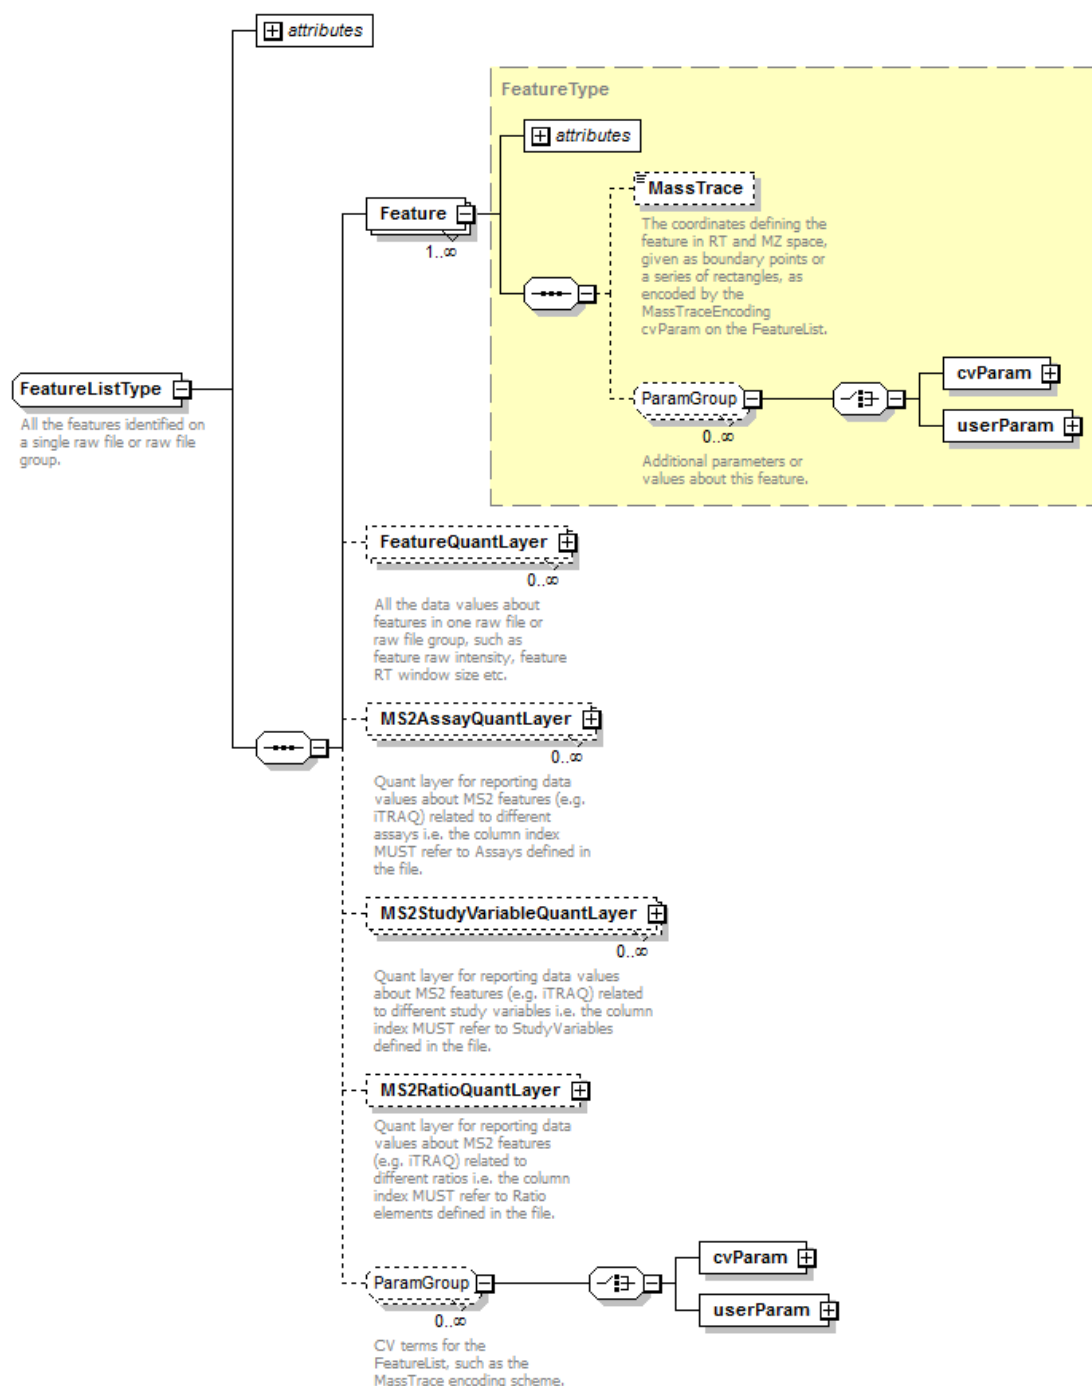 attributes
FeatureType
attributes
MassTrace
The coordinates defining the
feature in RT and MZ space,
given as boundary points or
a series of rectangles, as
encoded by the
MassTraceEncoding
cvParam on the FeatureList.
Feature
1..∞
FeatureListType
All the features identified on
a single raw file or raw file
group.
ParamGroup
0..∞
Additional parameters or
values about this feature.
cvParam
userParam
FeatureQuantLayer
0..∞
All the data values about
features in one raw file or
raw file group, such as
feature raw intensity, feature
RT window size etc.
MS2AssayQuantLayer
0..∞
Quant layer for reporting data
values about MS2 features (e.g.
iTRAQ) related to different
assays i.e. the column index
MUST refer to Assays defined in
the file.
MS2StudyVariableQuantLayer
0..∞
Quant layer for reporting data values
about MS2 features (e.g. iTRAQ) related
to different study variables i.e. the column
index MUST refer to StudyVariables
defined in the file.
MS2RatioQuantLayer
Quant layer for reporting data
values about MS2 features
(e.g. iTRAQ) related to
different ratios i.e. the column
index MUST refer to Ratio
elements defined in the file.
ParamGroup
0..∞
CV terms for the
FeatureList, such as the
MassTrace encoding scheme.
cvParam
userParam